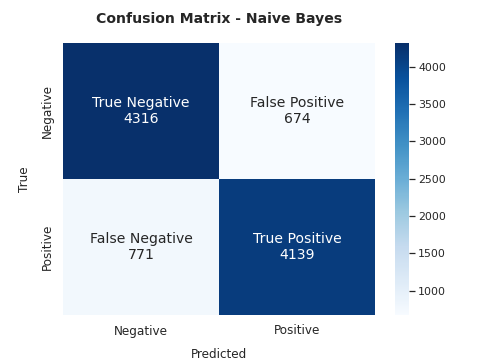 Confusion Matrix - Naive Bayes
True
Negative
True Negative
4316
False Positive
674
Positive
False Negative
771
True Positive
4139
Negative
Positive
Predicted
4000
3500
3000
2500
2000
1500
1000